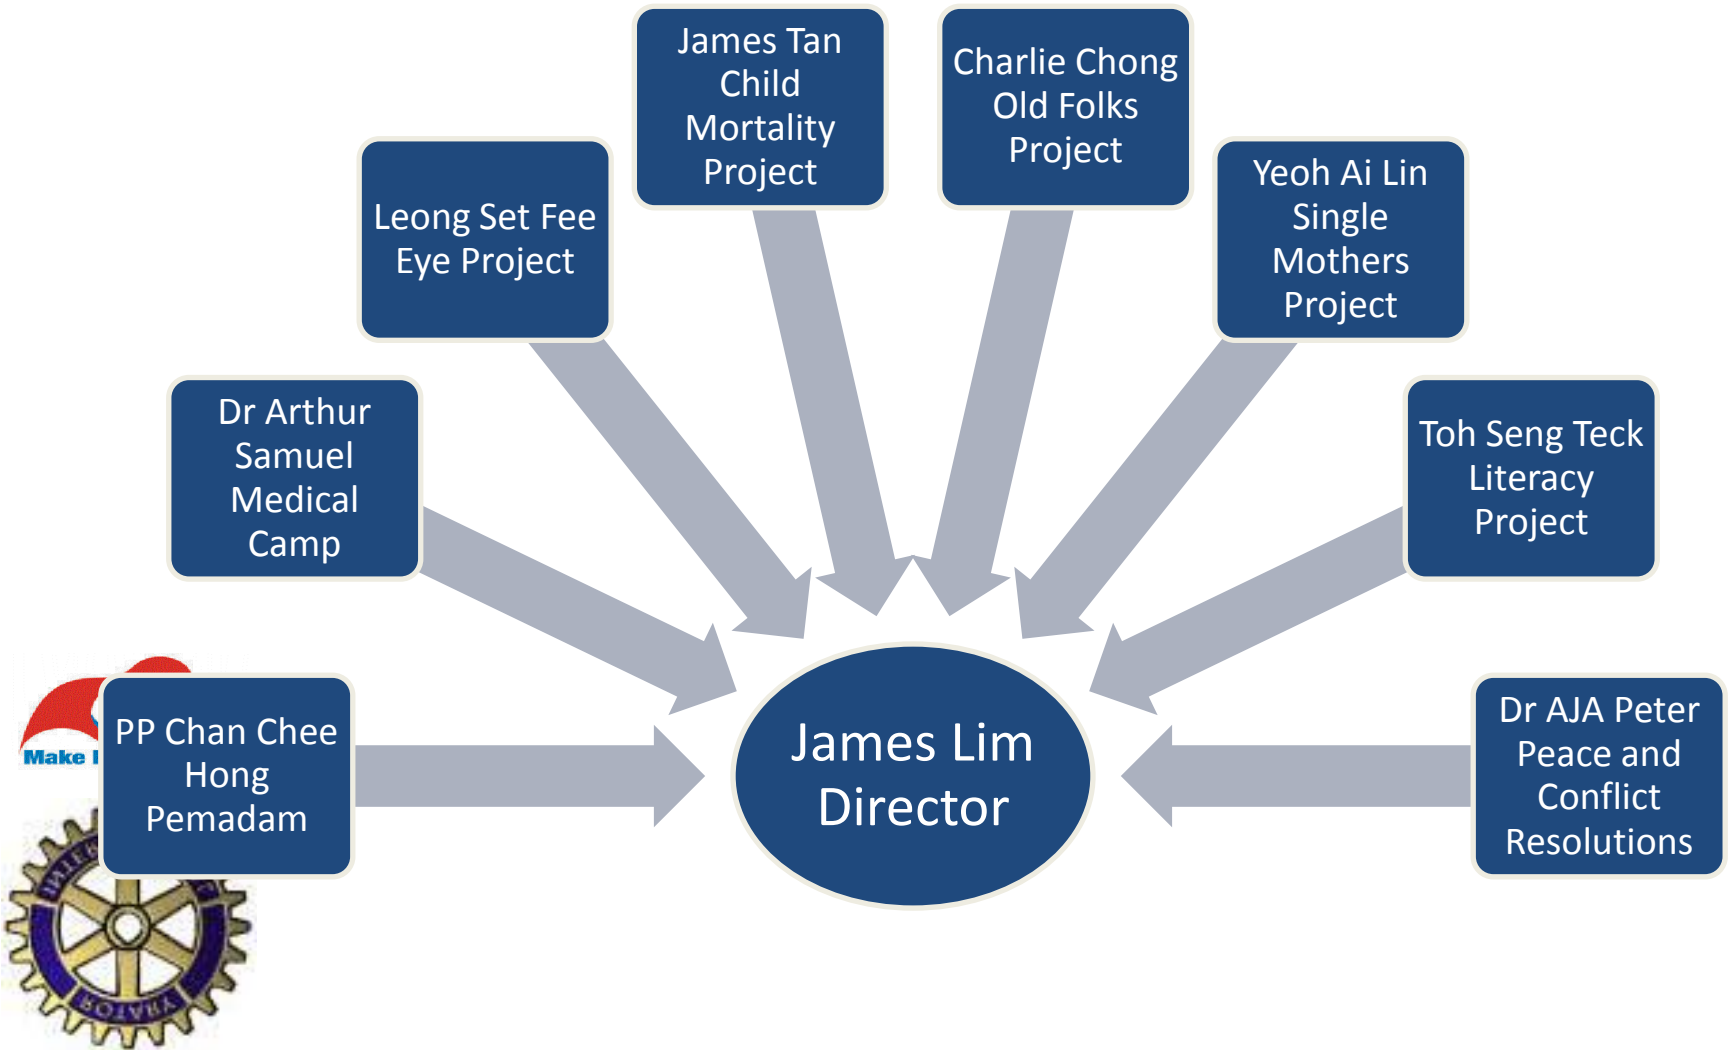 James Tan
Child
Mortality
Project
Charlie Chong
Old Folks
Project
Leong Set Fee
Eye Project
Yeoh Ai Lin
Single
Mothers
Project
Dr Arthur
Samuel
Medical
Camp
Toh Seng Teck
Literacy
Project
Make
PP Chan Chee
Hong
Pemadam
James Lim
Director
Dr AJA Peter
Peace and
Conflict
Resolutions